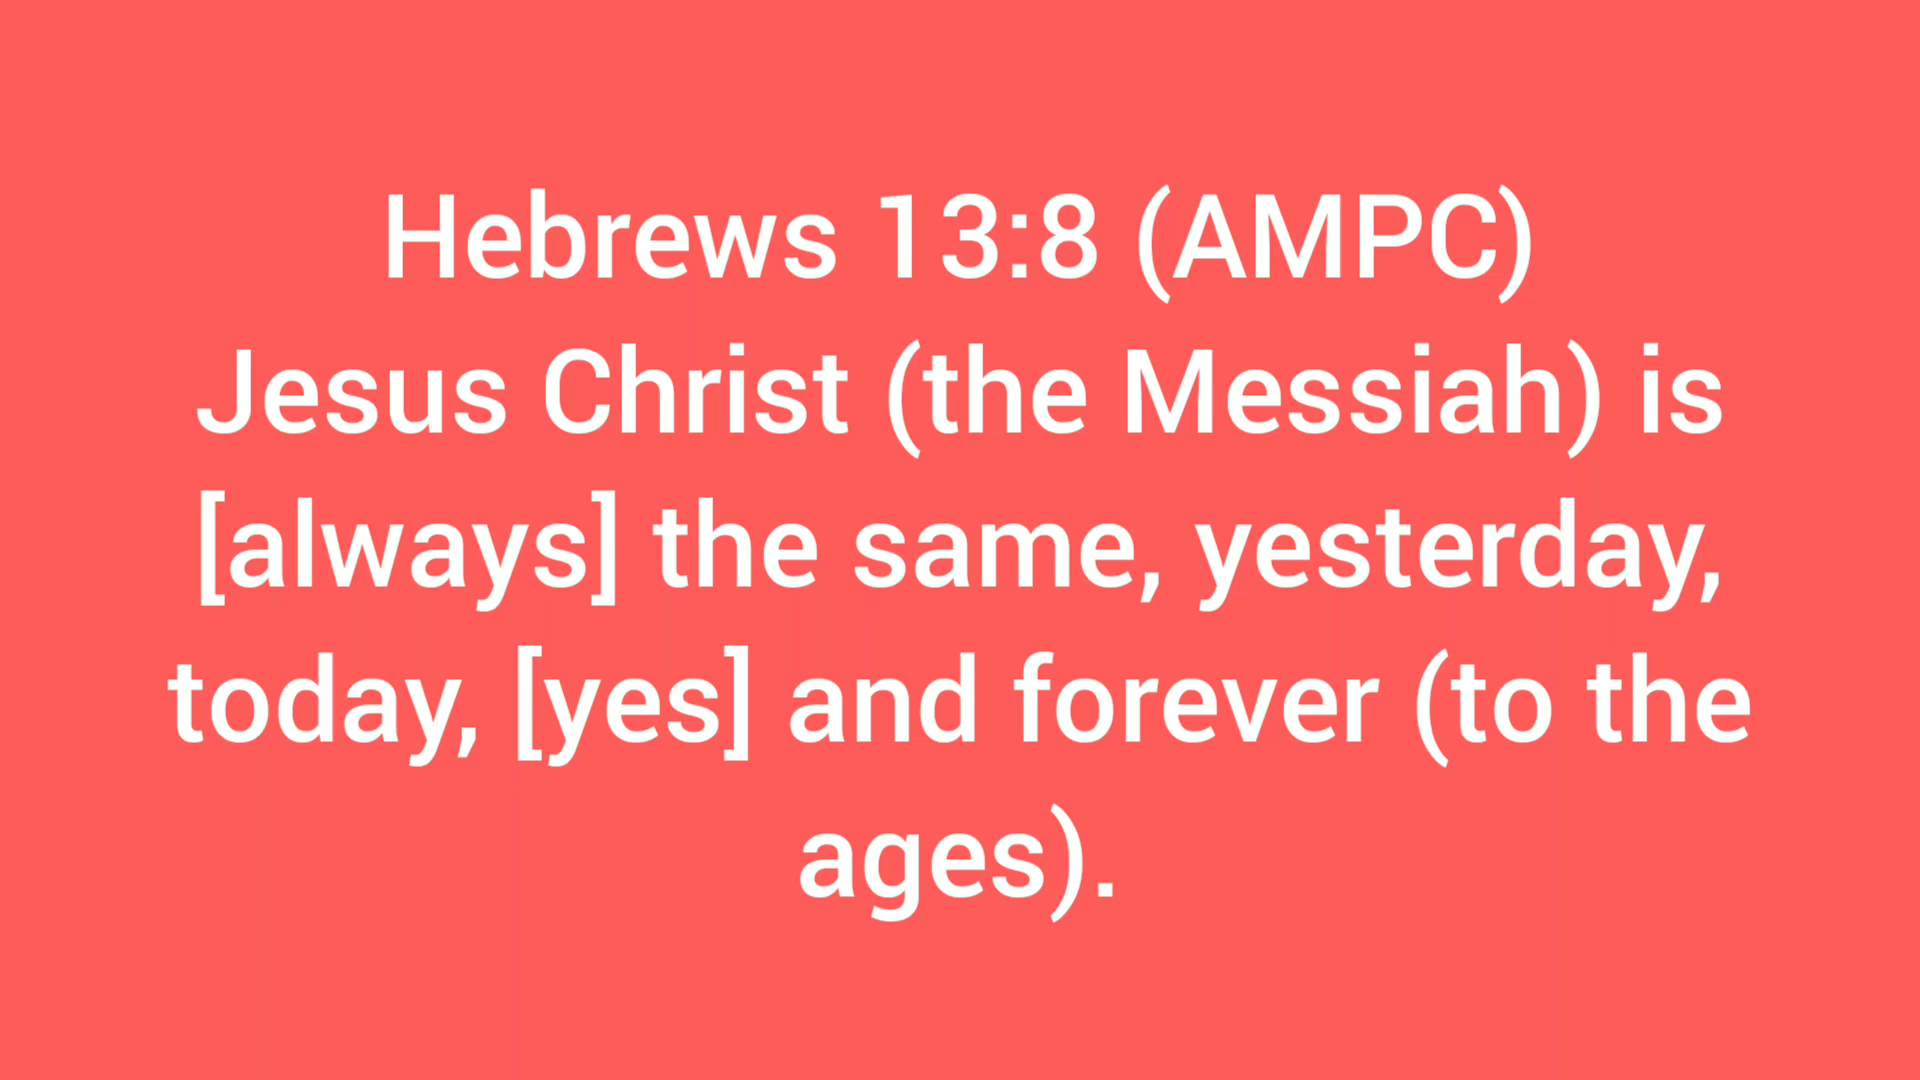 Hebrews 13:8 (AMPC)
Jesus Christ (the Messiah) is
[always] the same, yesterday,
today, [yes] and forever (to the
ages).